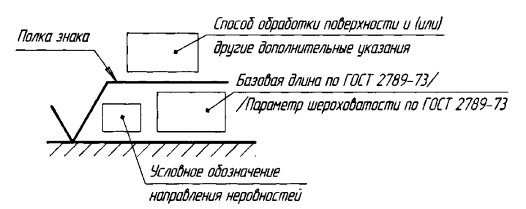 Способ обработки поверхности и (или)
другие дополнительные указания
Полка знака
Базовая длина по ГОСТ 2789-73/
/Параметр шероховатости по ГОСТ 2789-73
Условное обозначение
направления неровностей